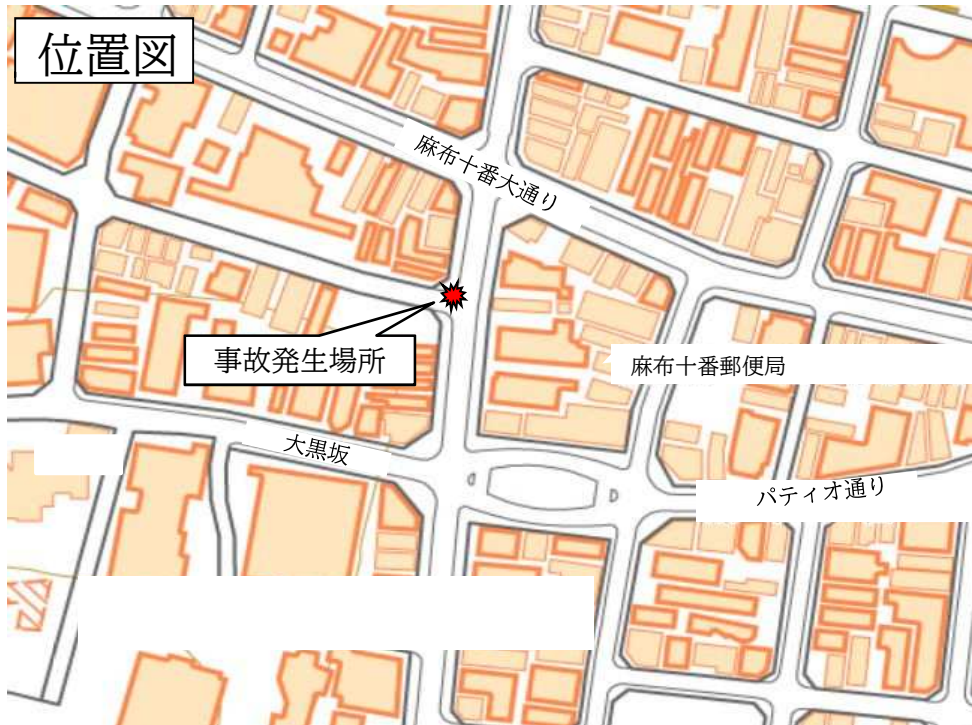 位置図
麻布十番大通り
事故発生場所
麻布十番郵便局
大黒坂
パティオ通り